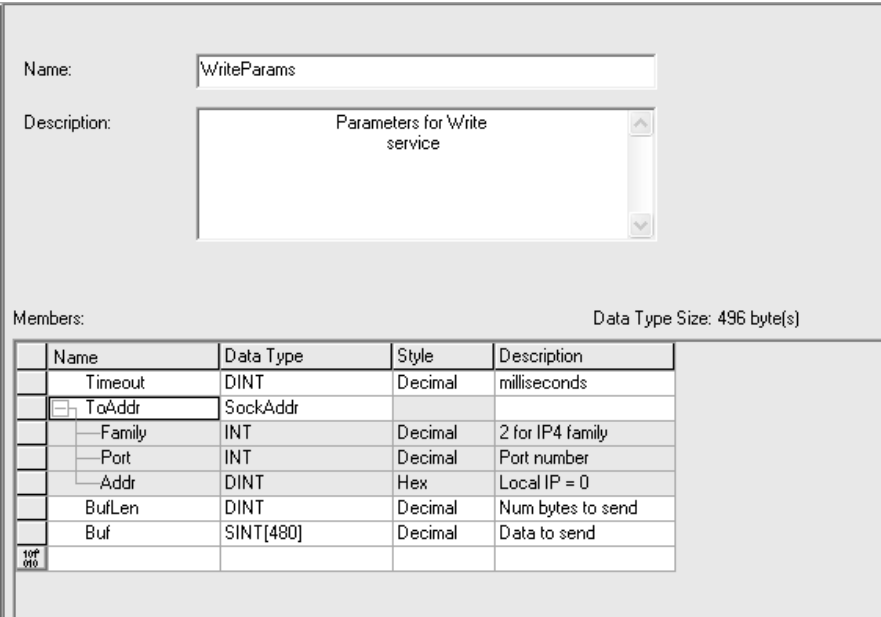 Name: WriteParams
Description: Parameters for Write
service
Members: Data Type Size: 496 byte(s)
Name Data Type Style Description
Timeout DINT Decimal milliseconds
ToAddr SockAddr
Family INT Decimal 2 for IP4 family
Port INT Decimal Port number
Addr DINT Hex Local IP = 0
BufLen DINT Decimal Num bytes to send
Buf SINT[480] Decimal Data to send